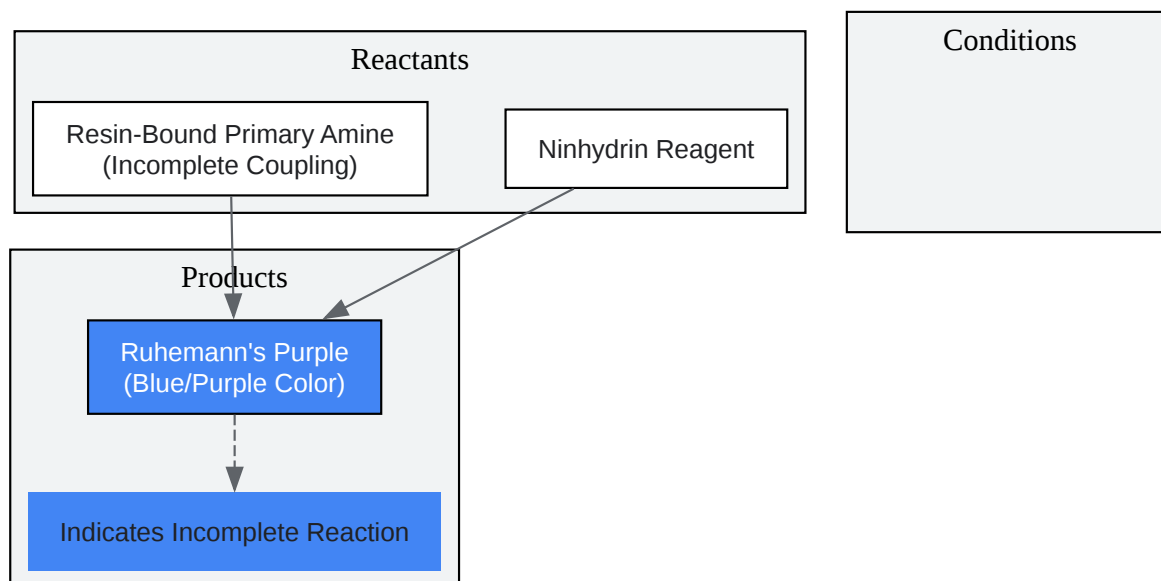 Reactants
Conditions
Resin-Bound Primary Amine
(Incomplete Coupling)
Ninhydrin Reagent
Products
Ruhemann's Purple
(Blue/Purple Color)
Indicates Incomplete Reaction